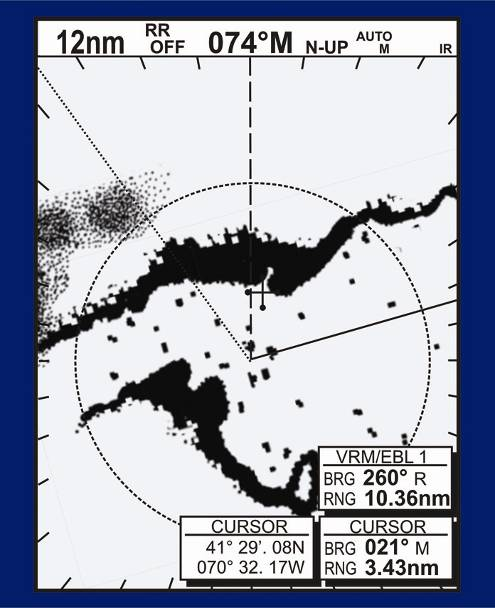 12nm RR OFF 074°M N-UP AUTO M IR
VRM/EBL 1
BRG 260° R
RNG 10.36nm
CURSOR
41° 29'. 08N
070° 32. 17W
CURSOR
BRG 021° M
RNG 3.43nm